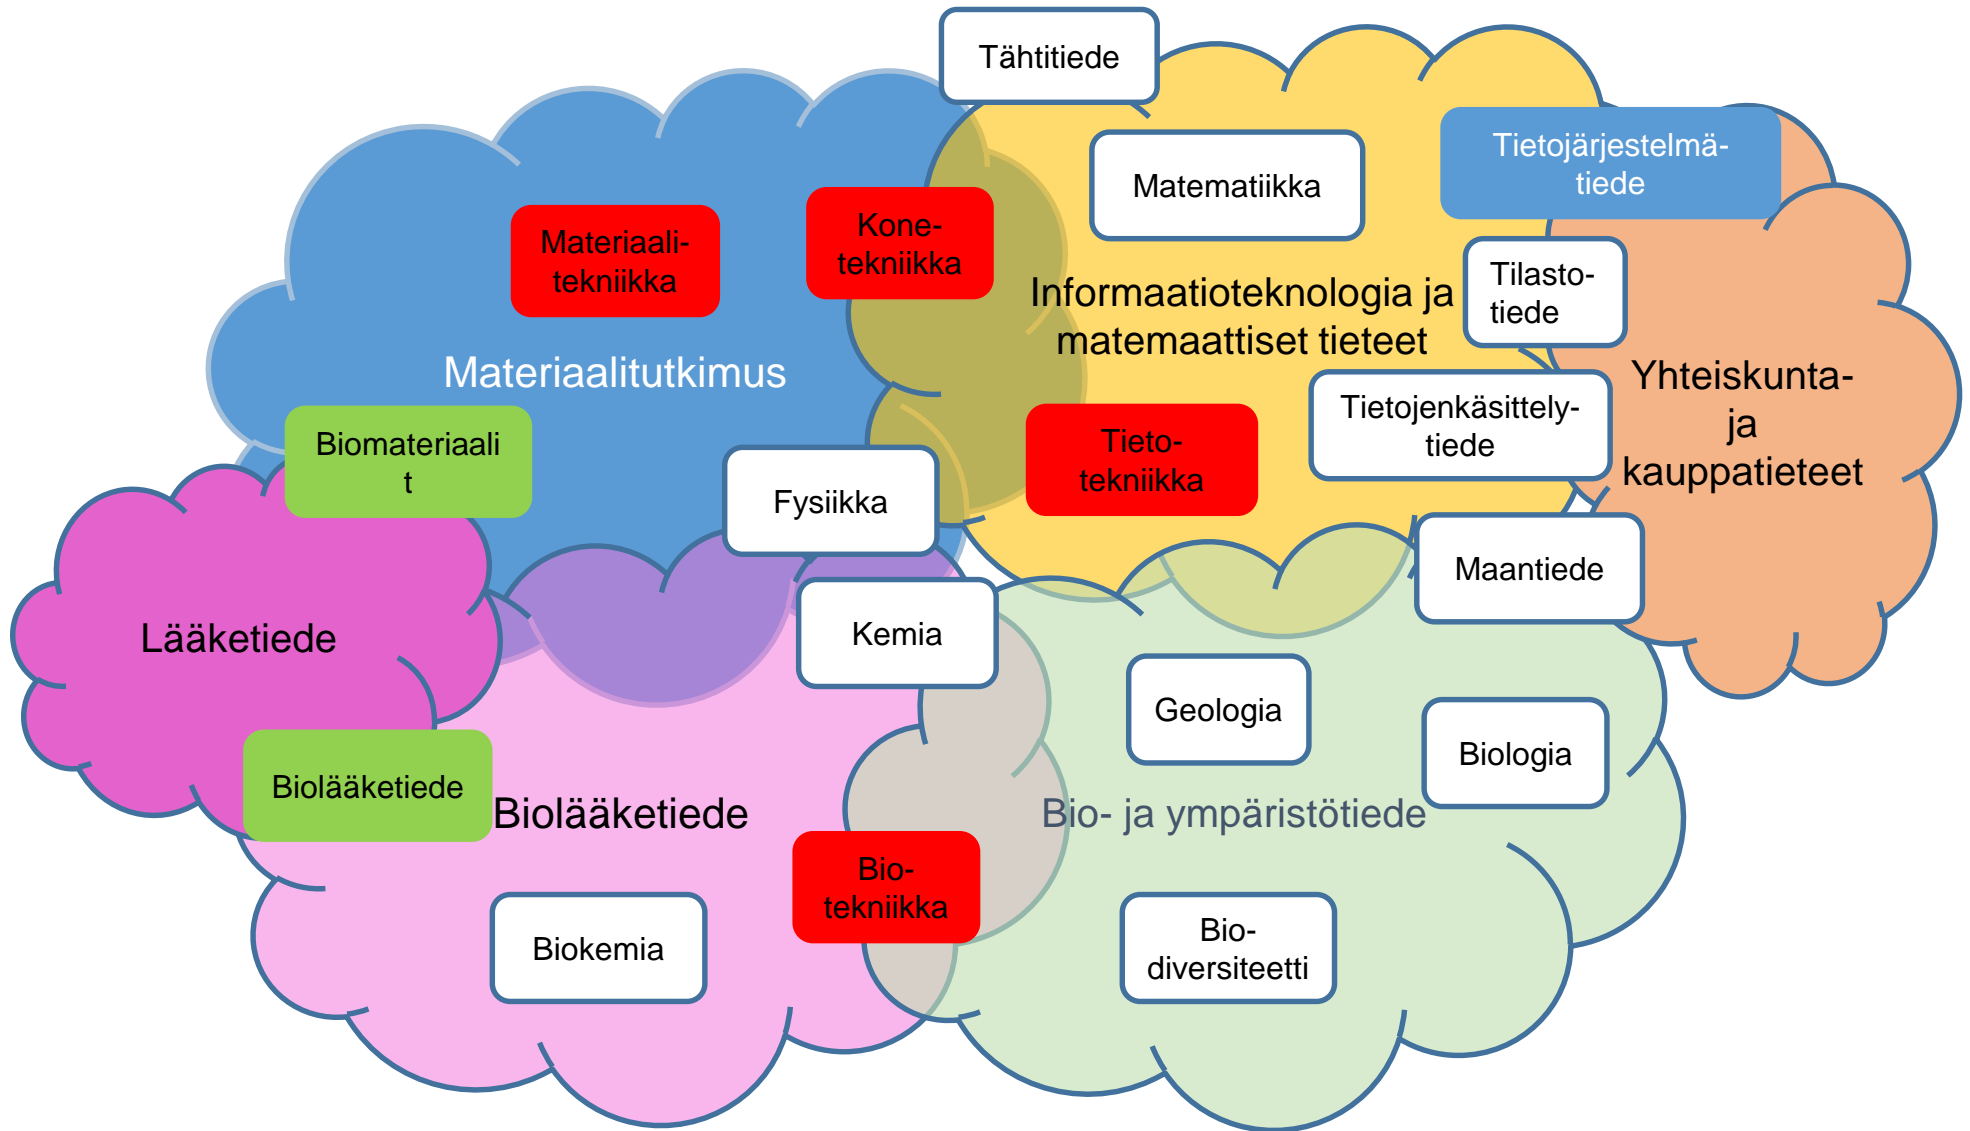 Tähtitiede
Matematiikka
Tietojärjestelmä-
tiede
Materiaali-
tekniikka
Kone-
tekniikka
Informaatioteknologia ja
matemaattiset tieteet
Tilasto-
tiede
Materiaalitutkimus
Yhteiskunta-
ja
kauppatieteet
Tietojenkäsittely-
tiede
Biomateriaali
t
Tieto-
tekniikka
Fysiikka
Maantiede
Lääketiede
Kemia
Geologia
Biologia
Biolääketiede
Biolääketiede
Bio- ja ympäristötiede
Bio-
tekniikka
Biokemia
Bio-
diversiteetti